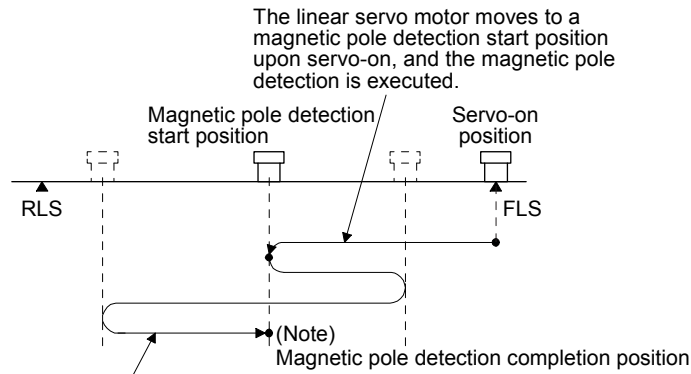 The linear servo motor moves to a
magnetic pole detection start position
upon servo-on, and the magnetic pole
detection is executed.
Magnetic pole detection
start position
Servo-on
position
RLS
FLS
(Note)
Magnetic pole detection completion position